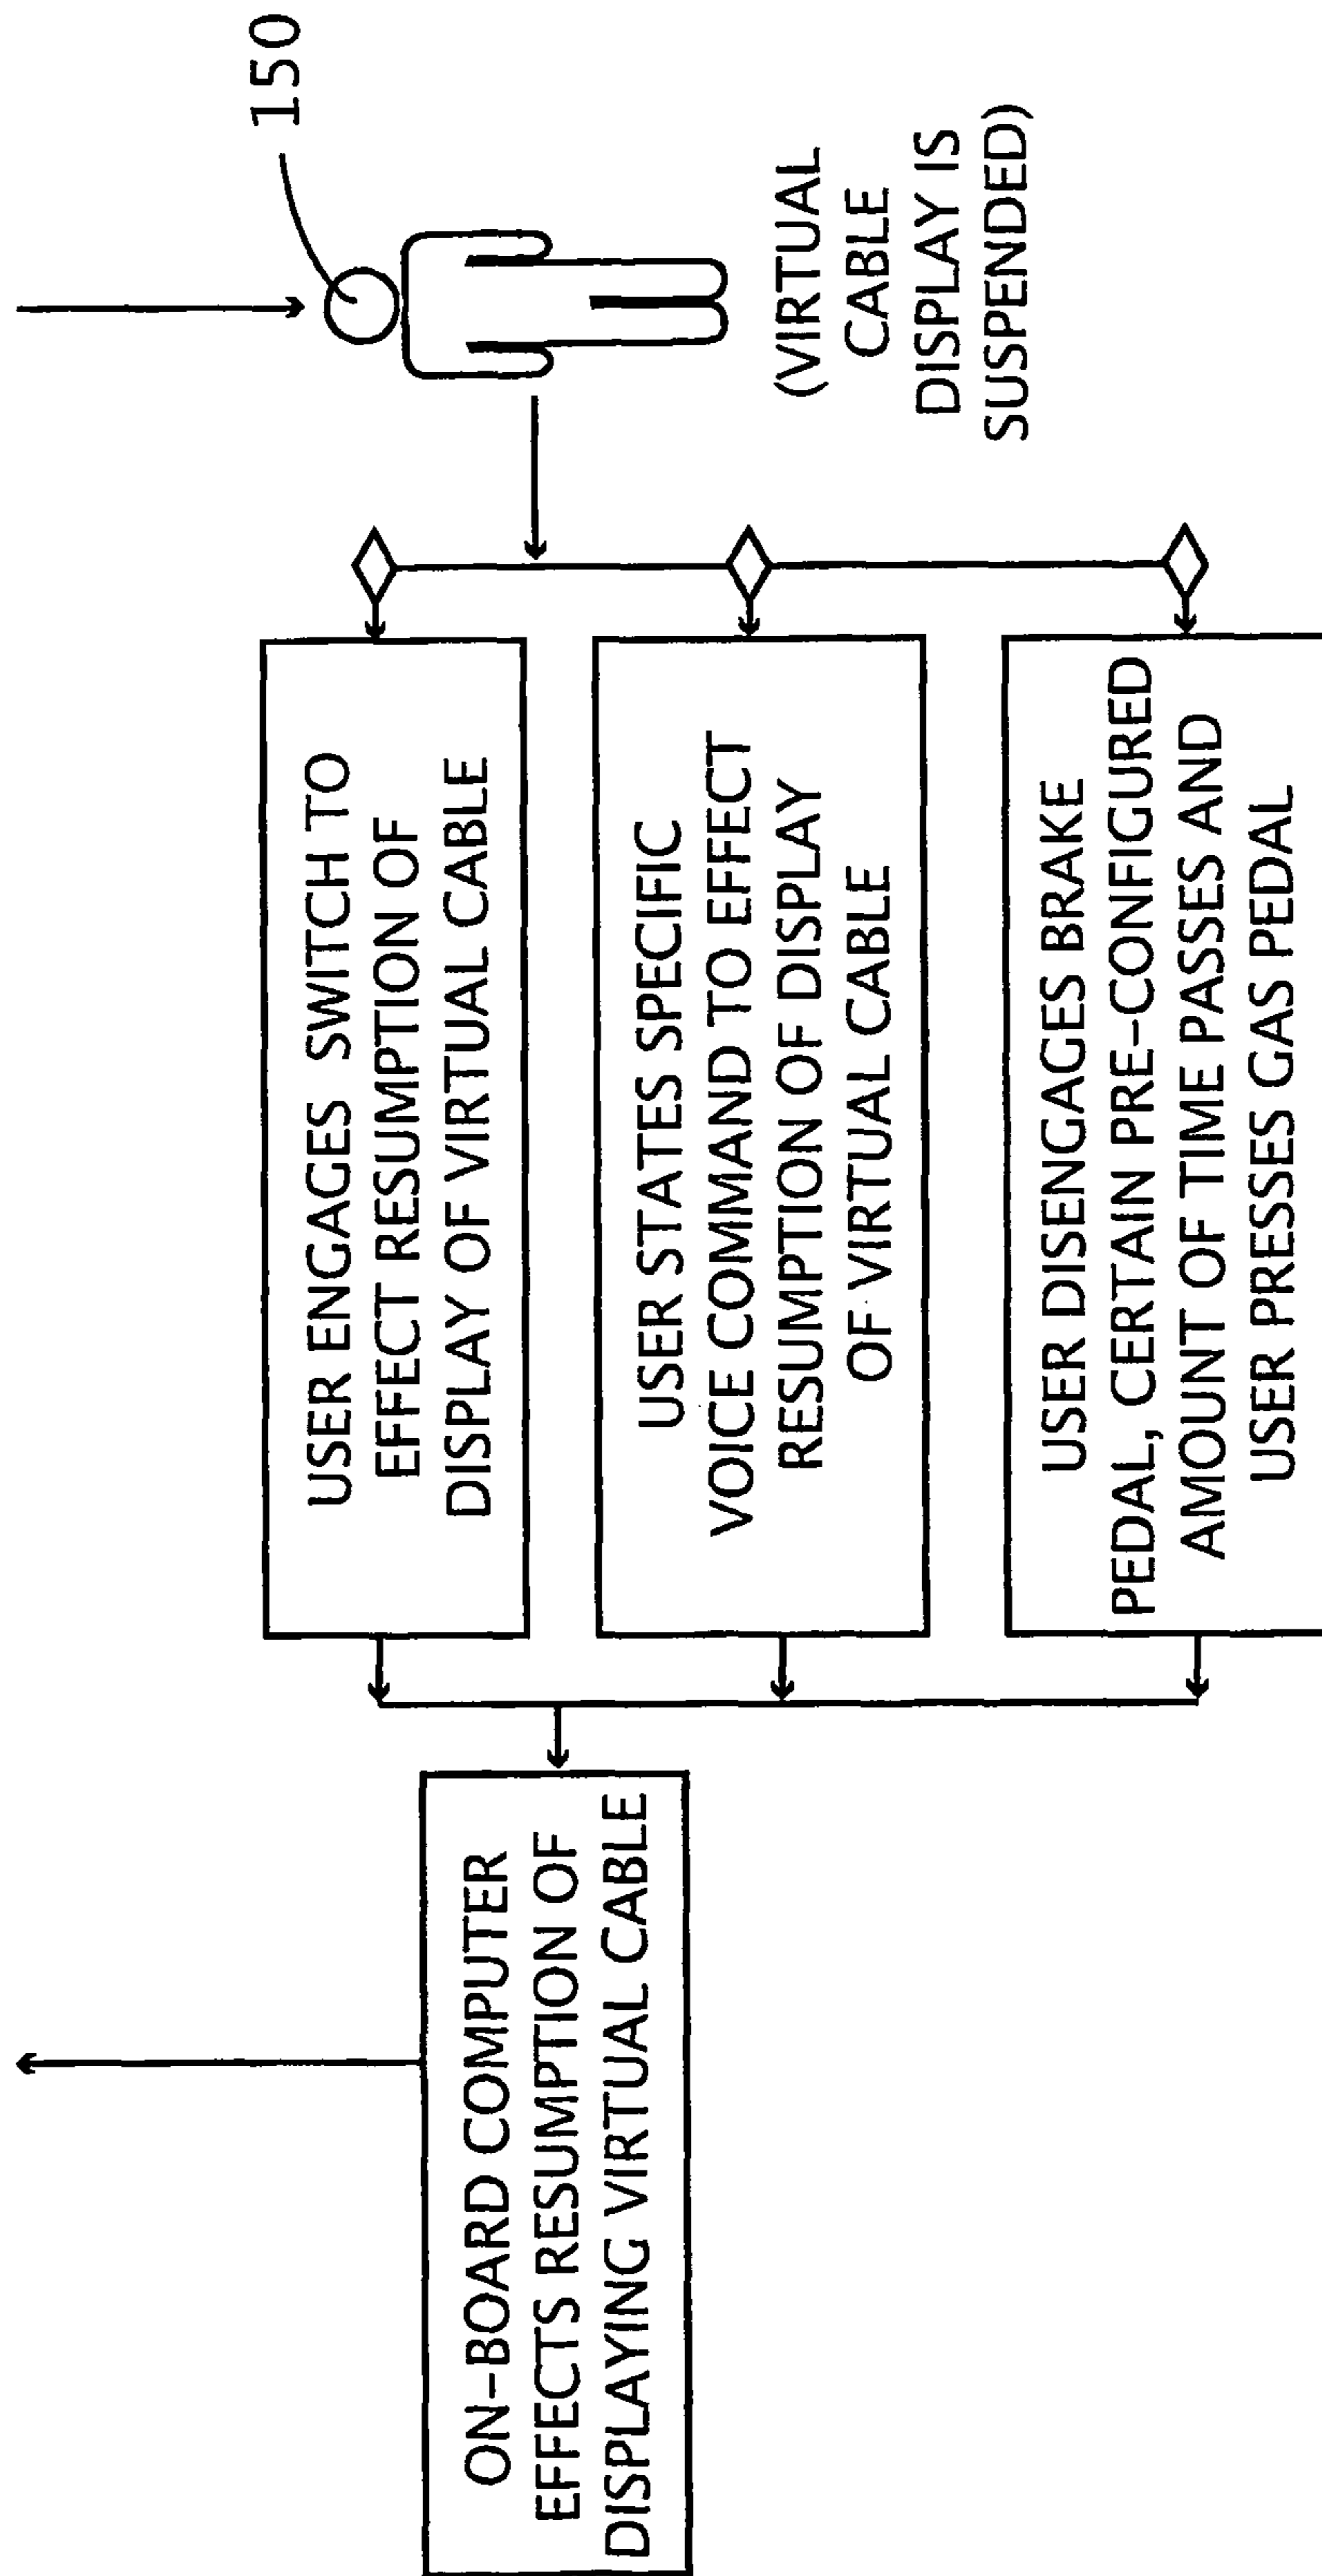 150
(VIRTUAL
CABLE
DISPLAY IS
SUSPENDED)
USER ENGAGES SWITCH TO
EFFECT RESUMPTION OF
DISPLAY OF VIRTUAL CABLE
USER STATES SPECIFIC
VOICE COMMAND TO EFFECT
RESUMPTION OF DISPLAY
OF VIRTUAL CABLE
USER DISENGAGES BRAKE
PEDAL, CERTAIN PRE-CONFIGURED
AMOUNT OF TIME PASSES AND
USER PRESSES GAS PEDAL
ON-BOARD COMPUTER
EFFECTS RESUMPTION OF
DISPLAYING VIRTUAL CABLE